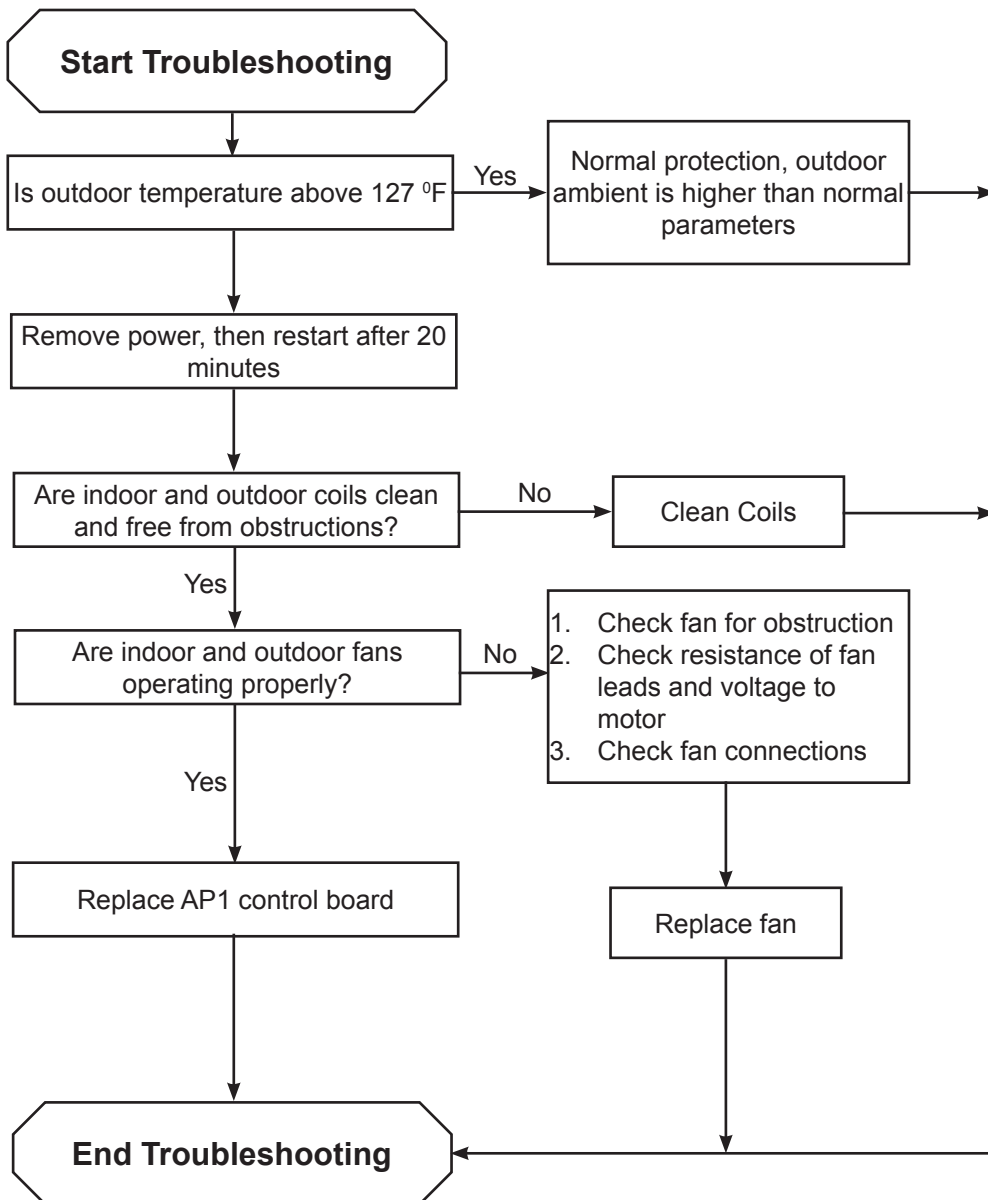 Start Troubleshooting
Is outdoor temperature above 127 ⁰F
Yes
Normal protection, outdoor
ambient is higher than normal
parameters
Remove power, then restart after 20
minutes
Are indoor and outdoor coils clean
and free from obstructions?
No
Clean Coils
Yes
Are indoor and outdoor fans
operating properly?
No
1. Check fan for obstruction
2. Check resistance of fan
leads and voltage to
motor
3. Check fan connections
Yes
Replace AP1 control board
Replace fan
End Troubleshooting